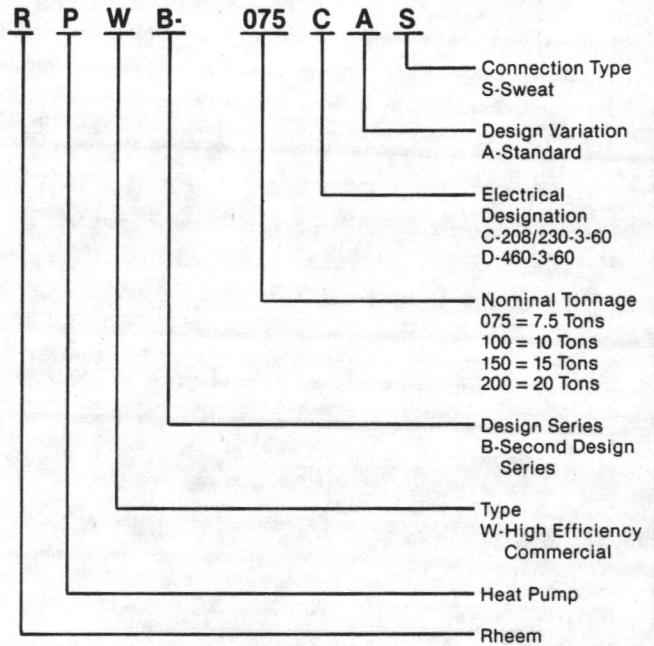 R P W B- 075 C A S
Connection Type
S-Sweat
Design Variation
A-Standard
Electrical
Designation
C-208/230-3-60
D-460-3-60
Nominal Tonnage
075 = 7.5 Tons
100 = 10 Tons
150 = 15 Tons
200 = 20 Tons
Design Series
B-Second Design
Series
Type
W-High Efficiency
Commercial
Heat Pump
Rheem